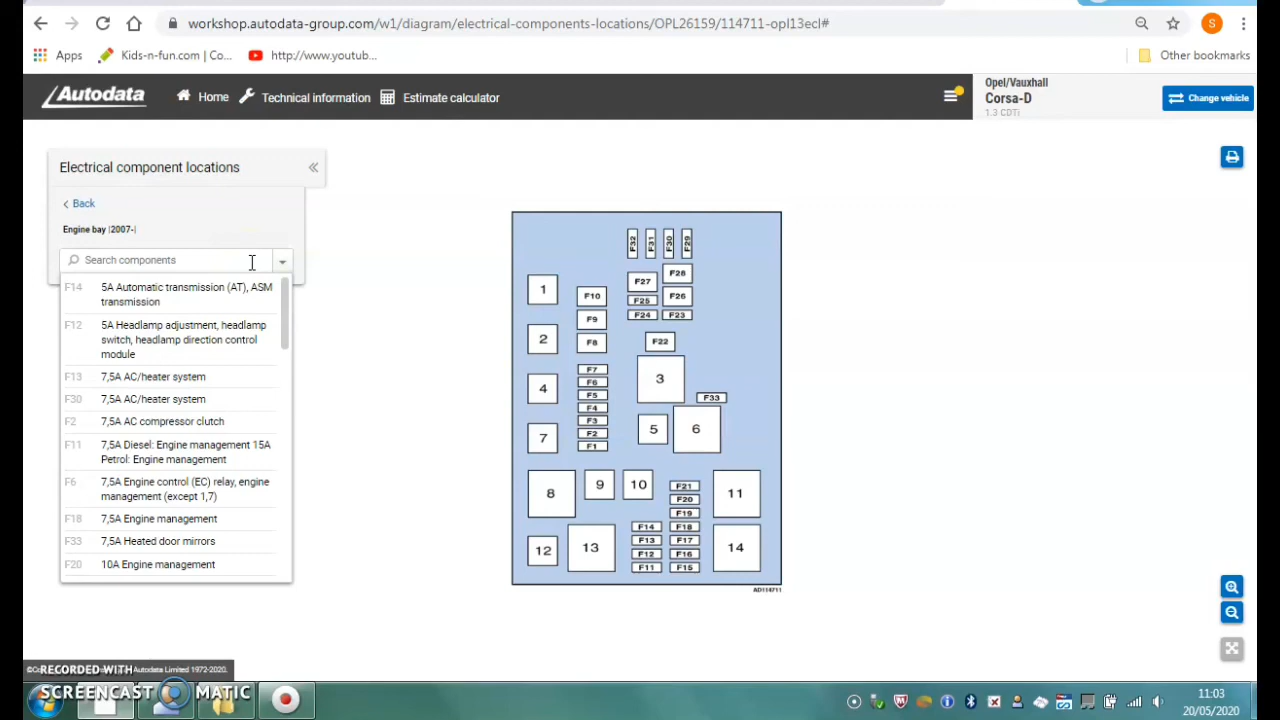 workshop.autodata-group.com/w1/diagram/electrical-components-locations/OPL26159/114711-opl13ecl#
S
Apps
Kids-n-fun.com | Co...
http://www.youtub...
Other bookmarks
Autodata
Home
Technical information
Estimate calculator
Opel/Vauxhall
Corsa-D
1.3 CDTi
Change vehicle
Electrical component locations
Back
Engine bay |2007-|
Search components
F14 5A Automatic transmission (AT), ASM
transmission
F12 5A Headlamp adjustment, headlamp
switch, headlamp direction control
module
F13 7,5A AC/heater system
F30 7,5A AC/heater system
F2 7,5A AC compressor clutch
F11 7,5A Diesel: Engine management 15A
Petrol: Engine management
F6 7,5A Engine control (EC) relay, engine
management (except 1,7)
F18 7,5A Engine management
F33 7,5A Heated door mirrors
F20 10A Engine management
F32 F31 F30 F29
1 F10 F27 F28
F25 F26
F9 F24 F23
2 F8 F22
F7
F6
4 F5 3
F4 F33
F3
7 F2 5 6
F1
8 9 10 F21 11
F20
F19
F14 F18
12 13 F13 F17 14
F12 F16
F11 F15
AD114711
Autodata Limited 1972-2020.
RECORDED WITH
SCREENCAST MATIC
11:03
20/05/2020